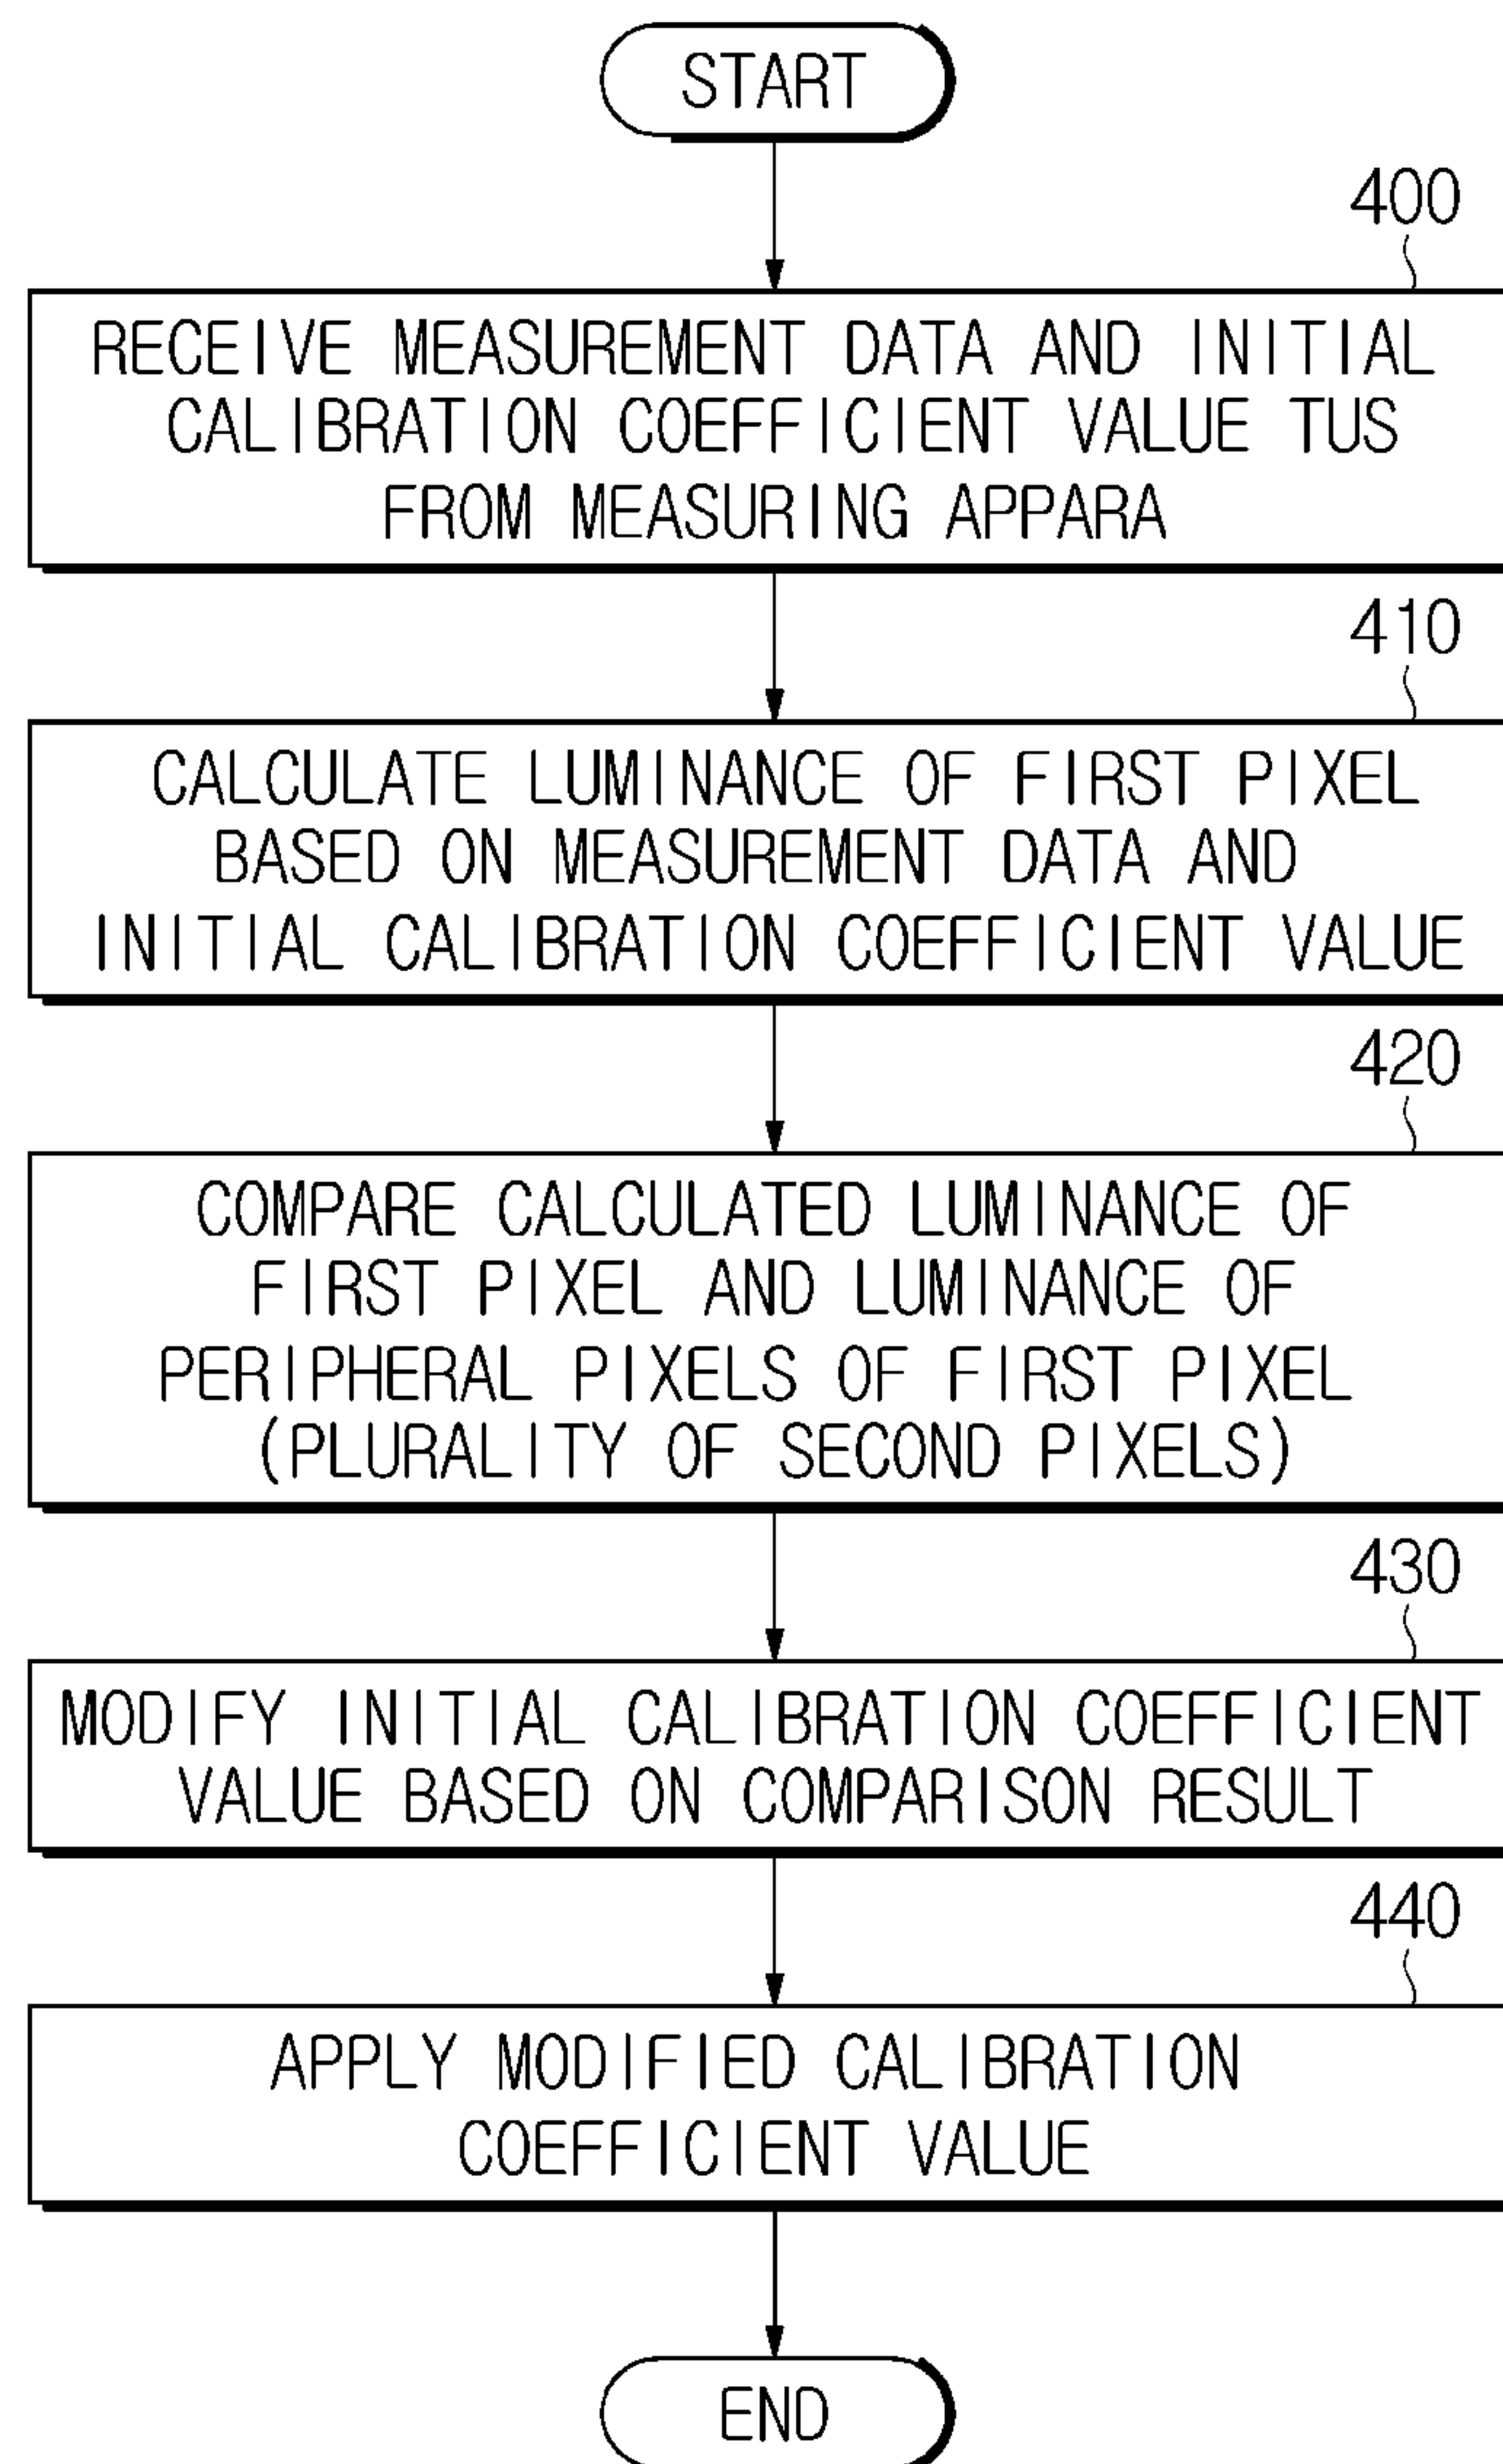 START
400
RECEIVE MEASUREMENT DATA AND INITIAL
CALIBRATION COEFFICIENT VALUE TUS
FROM MEASURING APPARA
410
CALCULATE LUMINANCE OF FIRST PIXEL
BASED ON MEASUREMENT DATA AND
INITIAL CALIBRATION COEFFICIENT VALUE
420
COMPARE CALCULATED LUMINANCE OF
FIRST PIXEL AND LUMINANCE OF
PERIPHERAL PIXELS OF FIRST PIXEL
(PLURALITY OF SECOND PIXELS)
430
MODIFY INITIAL CALIBRATION COEFFICIENT
VALUE BASED ON COMPARISON RESULT
440
APPLY MODIFIED CALIBRATION
COEFFICIENT VALUE
END